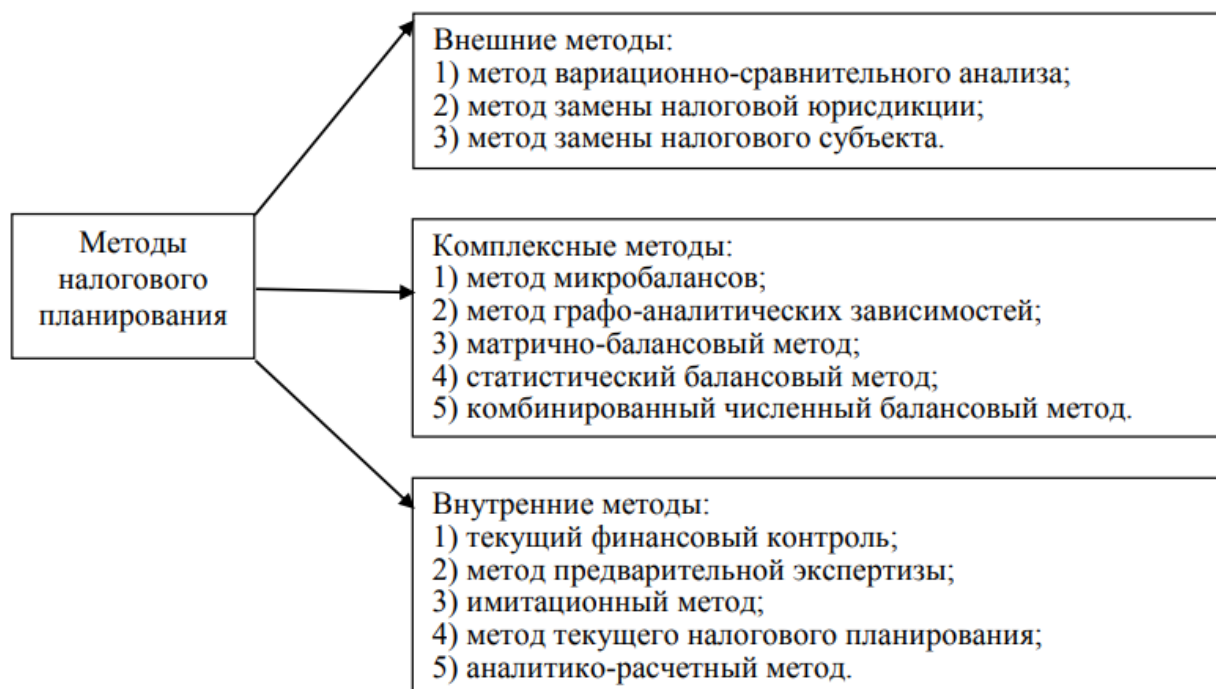 Методы
налогового
планирования
Внешние методы:
1) метод вариационно-сравнительного анализа;
2) метод замены налоговой юрисдикции;
3) метод замены налогового субъекта.
Комплексные методы:
1) метод микробалансов;
2) метод графо-аналитических зависимостей;
3) матрично-балансовый метод;
4) статистический балансовый метод;
5) комбинированный численный балансовый метод.
Внутренние методы:
1) текущий финансовый контроль;
2) метод предварительной экспертизы;
3) имитационный метод;
4) метод текущего налогового планирования;
5) аналитико-расчетный метод.